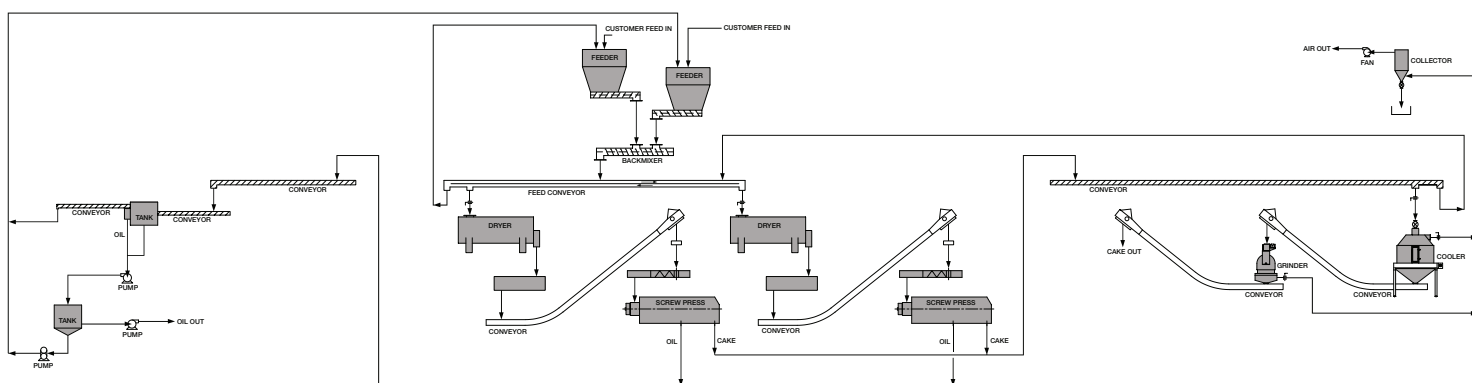 CUSTOMER FEED IN
CUSTOMER FEED IN
FEEDER
FEEDER
AIR OUT
FAN
COLLECTOR
BACKMIXER
CONVEYOR
FEED CONVEYOR
CONVEYOR
CONVEYOR
TANK
CONVEYOR
OIL
DRYER
DRYER
CAKE OUT
GRINDER
COOLER
PUMP
CONVEYOR
CONVEYOR
SCREW PRESS
SCREW PRESS
TANK
OIL OUT
PUMP
CONVEYOR
CONVEYOR
OIL
CAKE
OIL
CAKE
PUMP